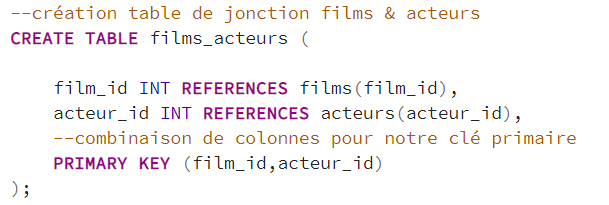 --création table de jonction films & acteurs
CREATE TABLE films_acteurs (
film_id INT REFERENCES films(film_id),
acteur_id INT REFERENCES acteurs(acteur_id),
--combinaison de colonnes pour notre clé primaire
PRIMARY KEY (film_id,acteur_id)
);